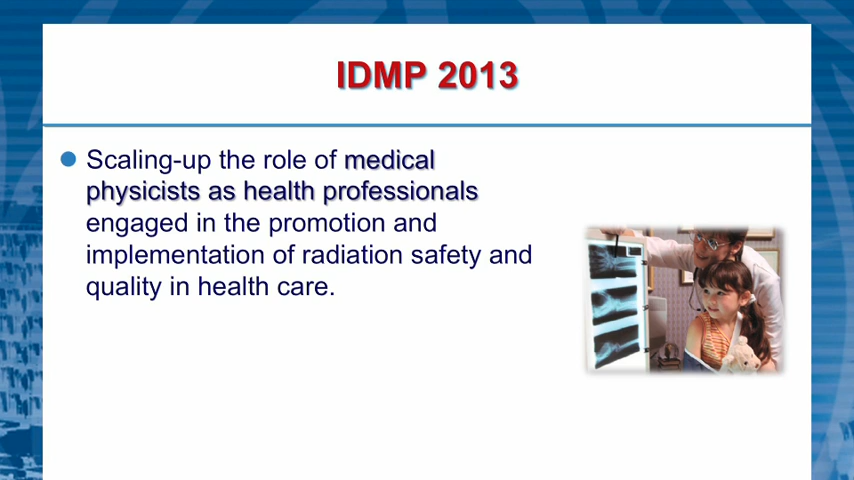 IDMP 2013
Scaling-up the role of medical
physicists as health professionals
engaged in the promotion and
implementation of radiation safety and
quality in health care.